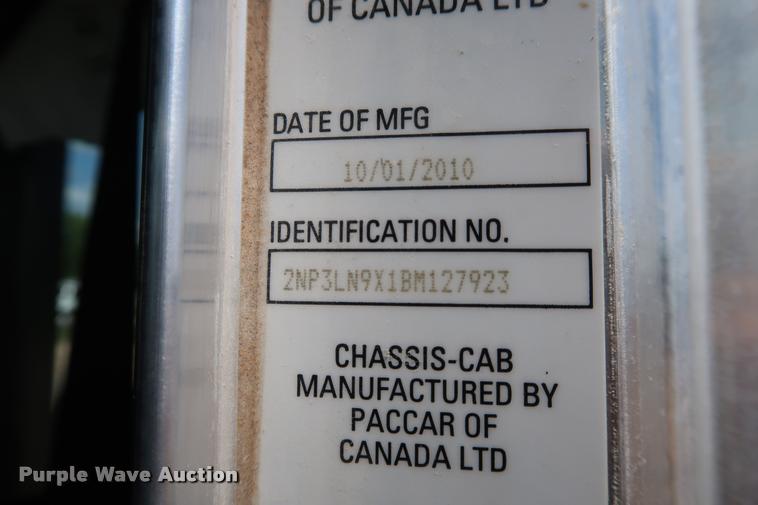 OF CANADA LTD
DATE OF MFG
10/01/2010
IDENTIFICATION NO.
2NP3LN9X1BM127923
CHASSIS-CAB
MANUFACTURED BY
PACCAR OF
CANADA LTD
Purple Wave Auction